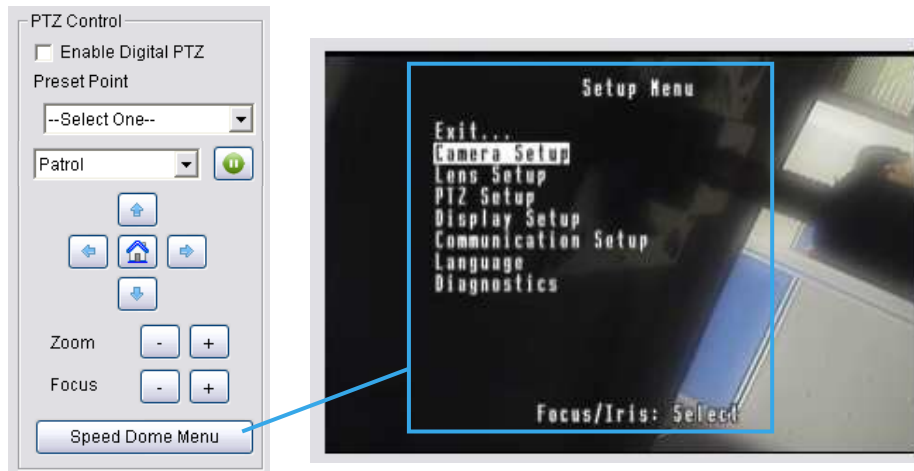 PTZ Control
Enable Digital PTZ
Preset Point
--Select One--
Patrol
Zoom
-
+
Focus
-
+
Speed Dome Menu
Setup Menu
Exit...
Camera Setup
Lens Setup
PTZ Setup
Display Setup
Communication Setup
Language
Diagnostics
Focus/Iris: Select